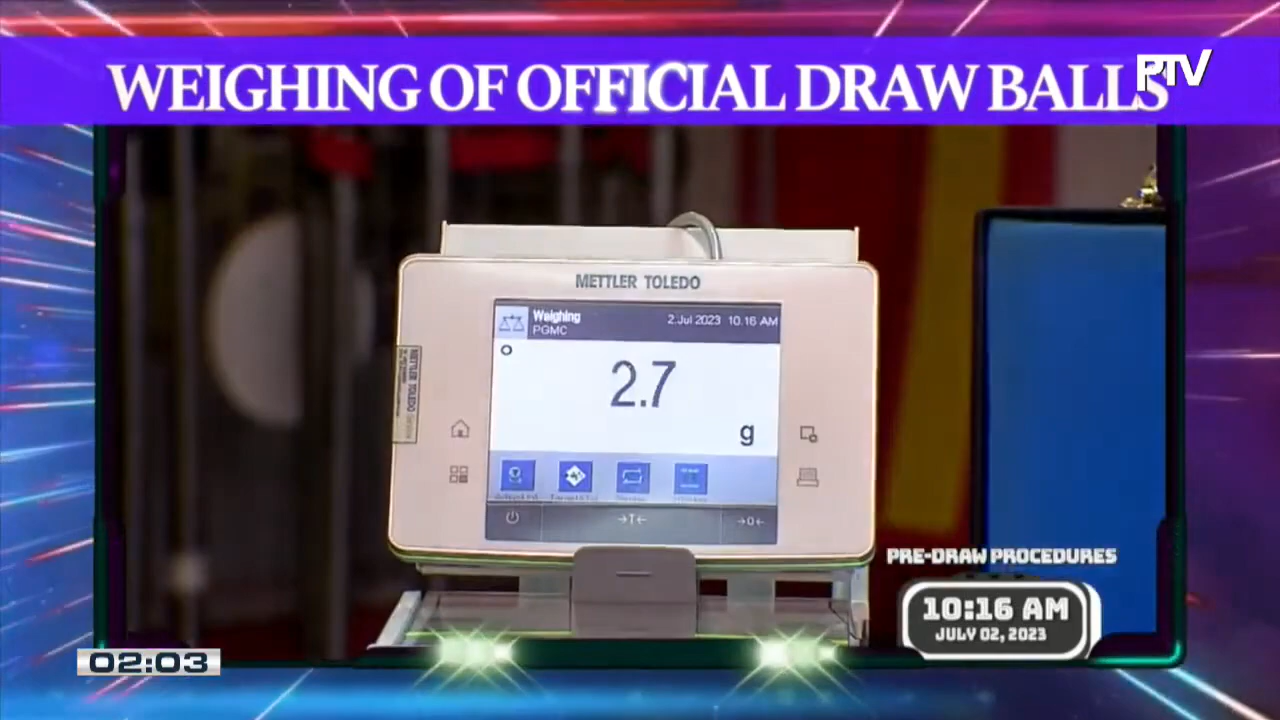 WEIGHING OF OFFICIAL DRAW BALLS
PTV
METTLER TOLEDO
Weighing
PGMC
2.Jul 2023 10.16 AM
2.7
g
→T←
→0←
PRE-DRAW PROCEDURES
10:16 AM
JULY 02, 2023
02:03